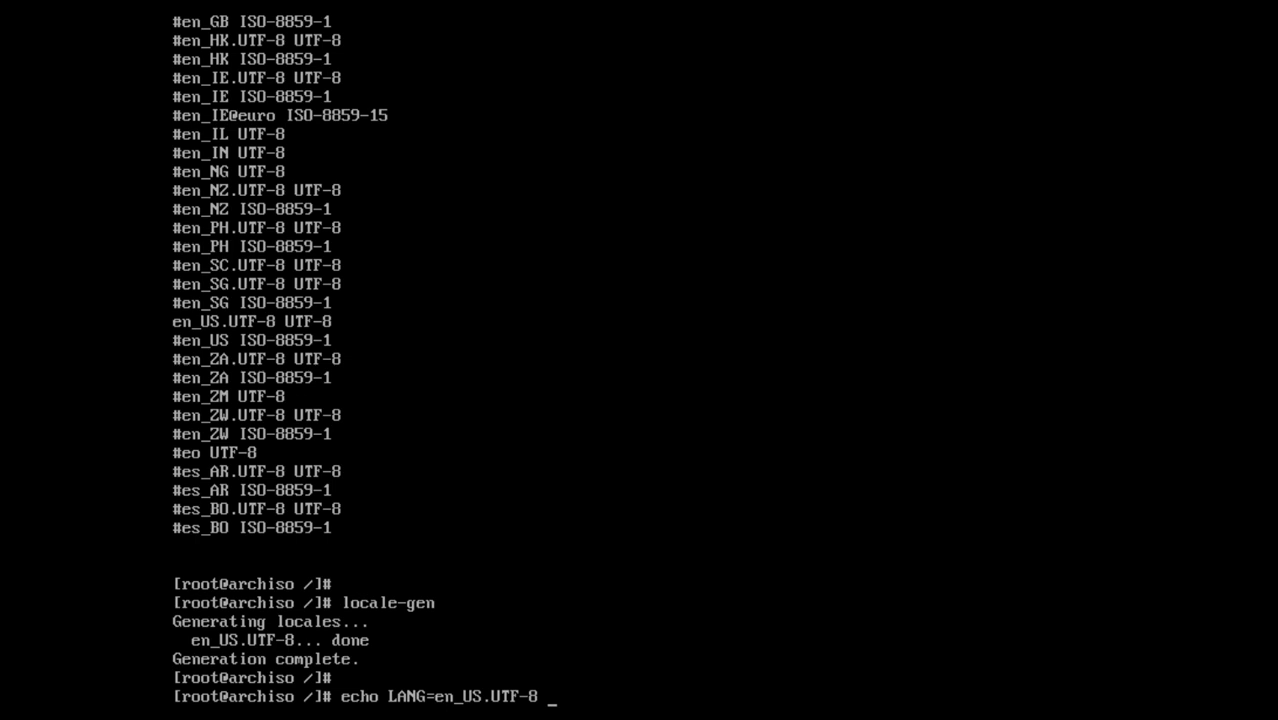 #en_GB ISO-8859-1
#en_HK.UTF-8 UTF-8
#en_HK ISO-8859-1
#en_IE.UTF-8 UTF-8
#en_IE ISO-8859-1
#en_IE@euro ISO-8859-15
#en_IL UTF-8
#en_IN UTF-8
#en_NG UTF-8
#en_NZ.UTF-8 UTF-8
#en_NZ ISO-8859-1
#en_PH.UTF-8 UTF-8
#en_PH ISO-8859-1
#en_SC.UTF-8 UTF-8
#en_SG.UTF-8 UTF-8
#en_SG ISO-8859-1
en_US.UTF-8 UTF-8
#en_US ISO-8859-1
#en_ZA.UTF-8 UTF-8
#en_ZA ISO-8859-1
#en_ZM UTF-8
#en_ZW.UTF-8 UTF-8
#en_ZW ISO-8859-1
#eo UTF-8
#es_AR.UTF-8 UTF-8
#es_AR ISO-8859-1
#es_BO.UTF-8 UTF-8
#es_BO ISO-8859-1
[root@archiso /]#
[root@archiso /]# locale-gen
Generating locales...
en_US.UTF-8... done
Generation complete.
[root@archiso /]#
[root@archiso /]# echo LANG=en_US.UTF-8 _